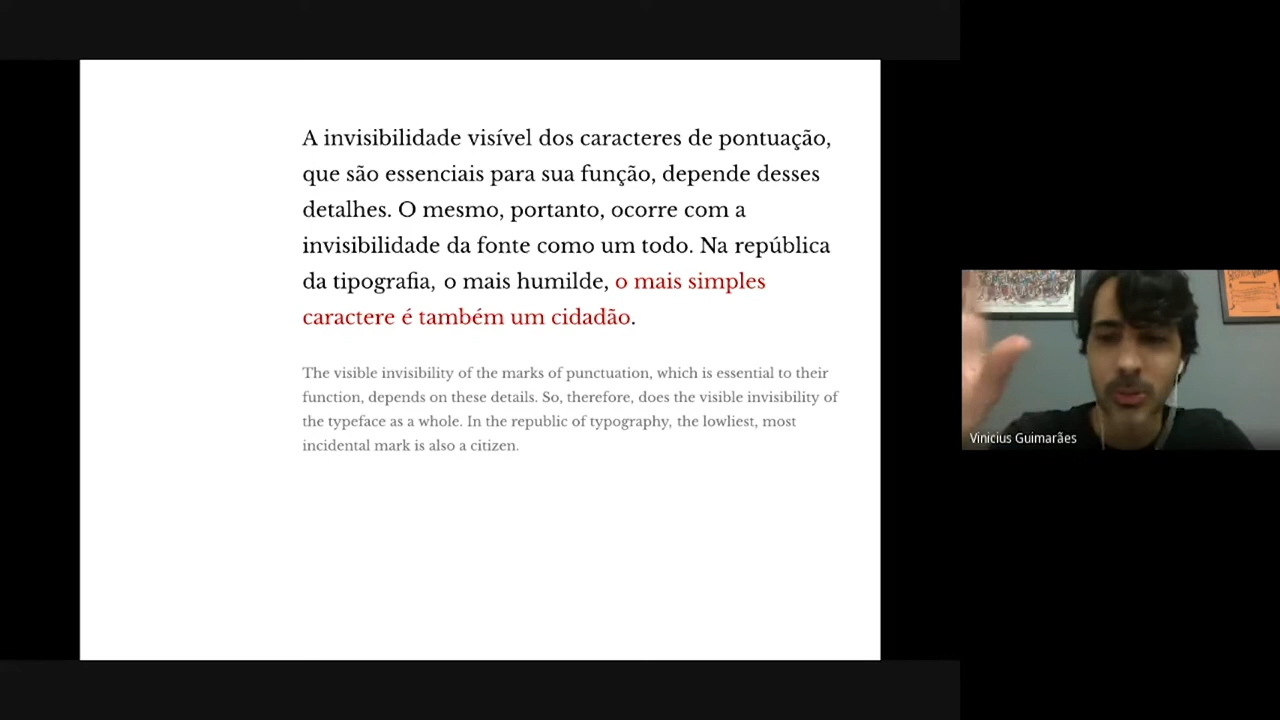 A invisibilidade visível dos caracteres de pontuação,
que são essenciais para sua função, depende desses
detalhes. O mesmo, portanto, ocorre com a
invisibilidade da fonte como um todo. Na república
da tipografia, o mais humilde, o mais simples
caractere é também um cidadão.
The visible invisibility of the marks of punctuation, which is essential to their
function, depends on these details. So, therefore, does the visible invisibility of
the typeface as a whole. In the republic of typography, the lowliest, most
incidental mark is also a citizen.
Vinicius Guimarães